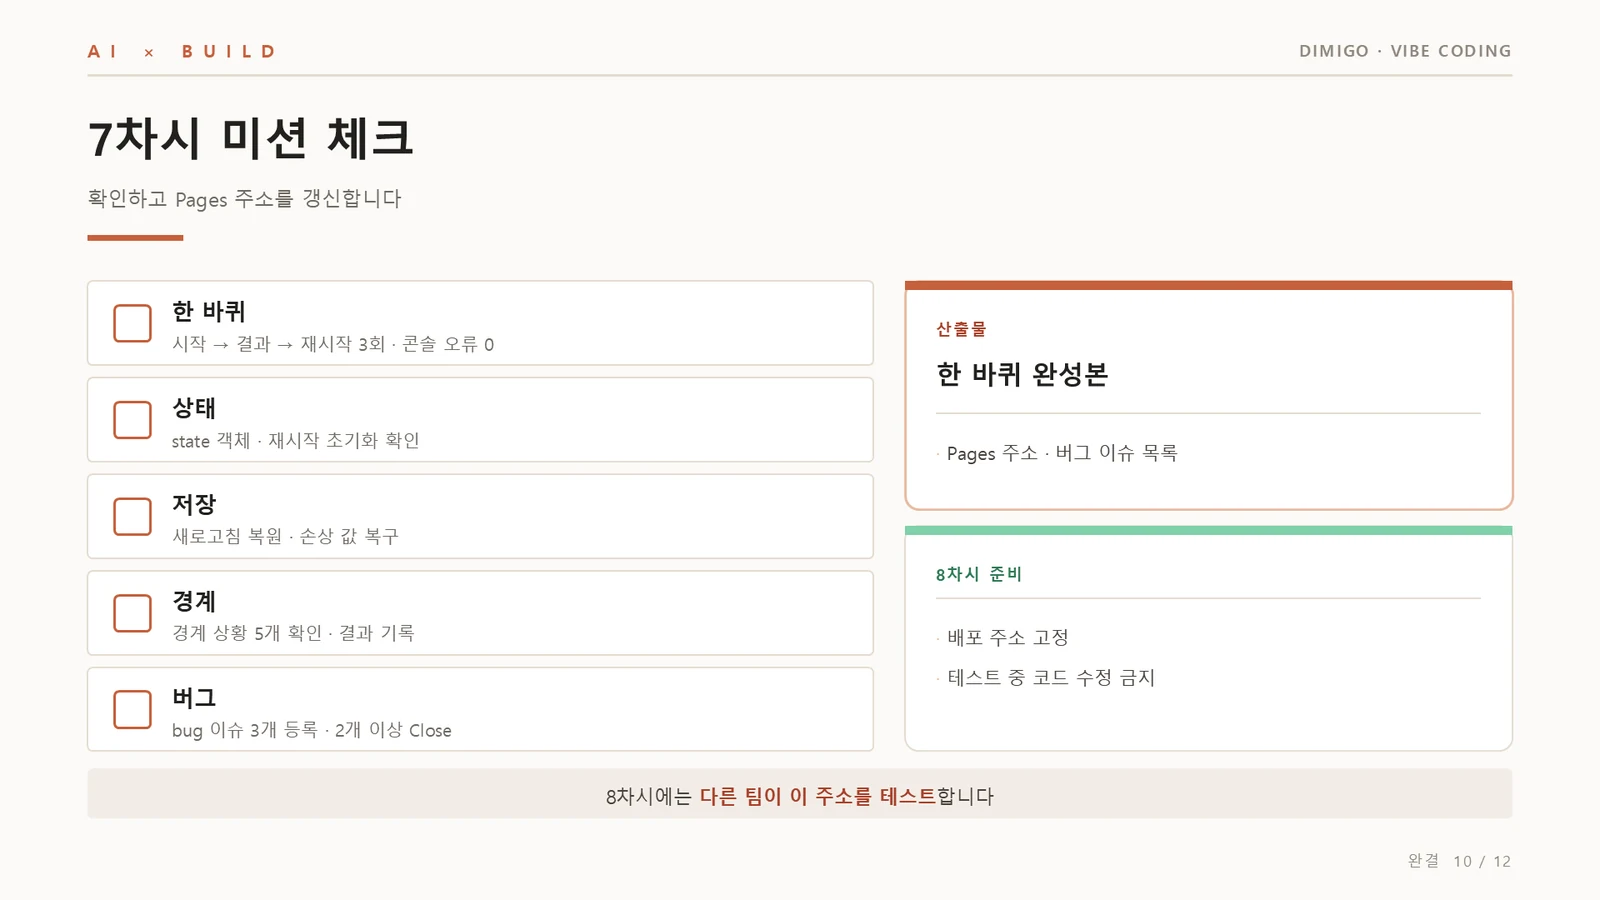 AI × BUILD
DIMIGO · VIBE CODING
7차시 미션 체크
확인하고 Pages 주소를 갱신합니다
한 바퀴
시작 → 결과 → 재시작 3회 · 콘솔 오류 0
상태
state 객체 · 재시작 초기화 확인
저장
새로고침 복원 · 손상 값 복구
경계
경계 상황 5개 확인 · 결과 기록
버그
bug 이슈 3개 등록 · 2개 이상 Close
산출물
한 바퀴 완성본
· Pages 주소 · 버그 이슈 목록
8차시 준비
· 배포 주소 고정
· 테스트 중 코드 수정 금지
8차시에는 다른 팀이 이 주소를 테스트합니다
완결 10 / 12